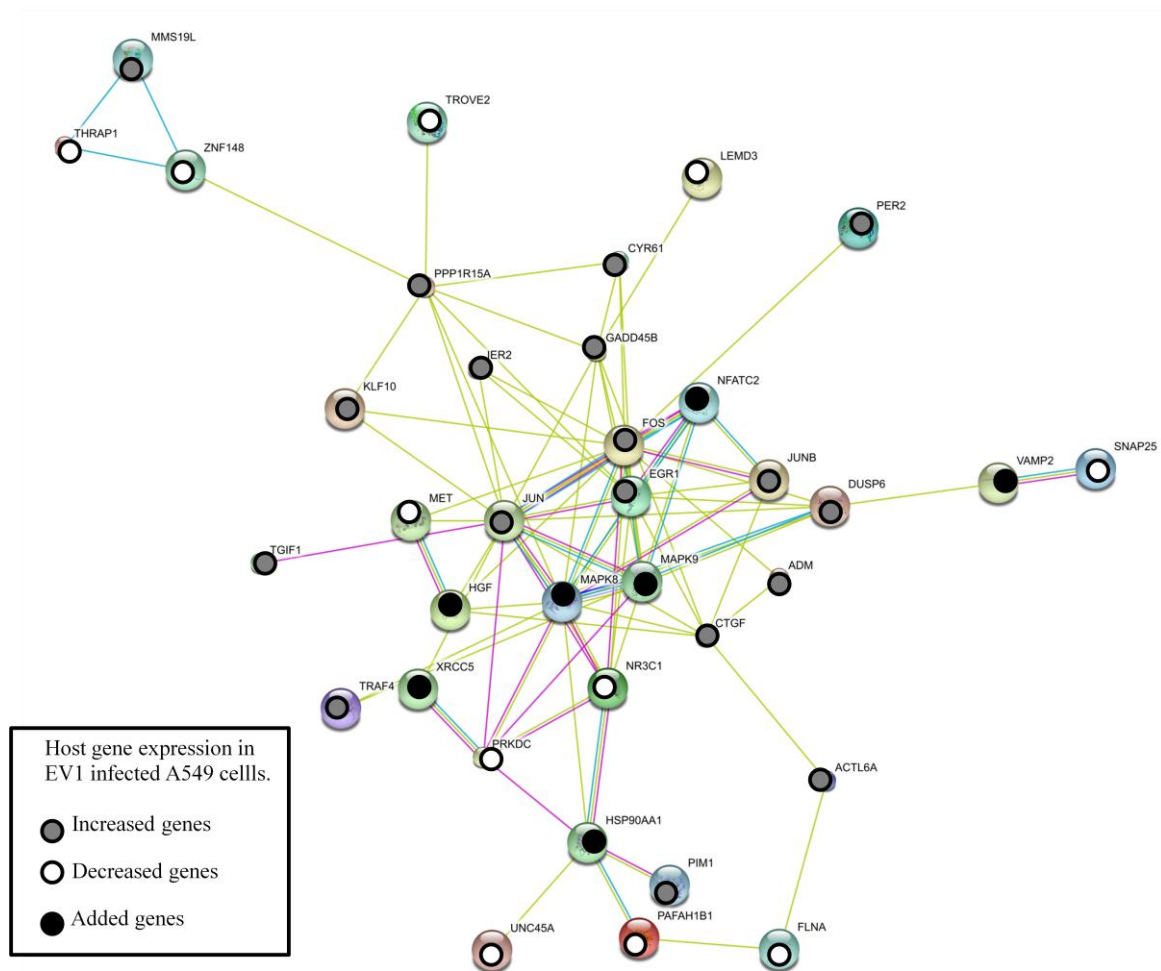 MMS19L
TROVE2
THRAP1
ZNF148
LEMD3
PER2
CYR61
PPP1R15A
GADD45B
IER2
KLF10
NFATC2
FOS
SNAP25
JUNB
VAMP2
EGR1
DUSP6
MET
JUN
TGIF1
MAPK9
HGF
MAPK8
ADM
CTGF
XRCC5
NR3C1
TRAF4
PRKDC
ACTL6A
HSP90AA1
PIM1
UNC45A
PAFAH1B1
FLNA
Host gene expression in
EV1 infected A549 cellls.
Increased genes
Decreased genes
Added genes